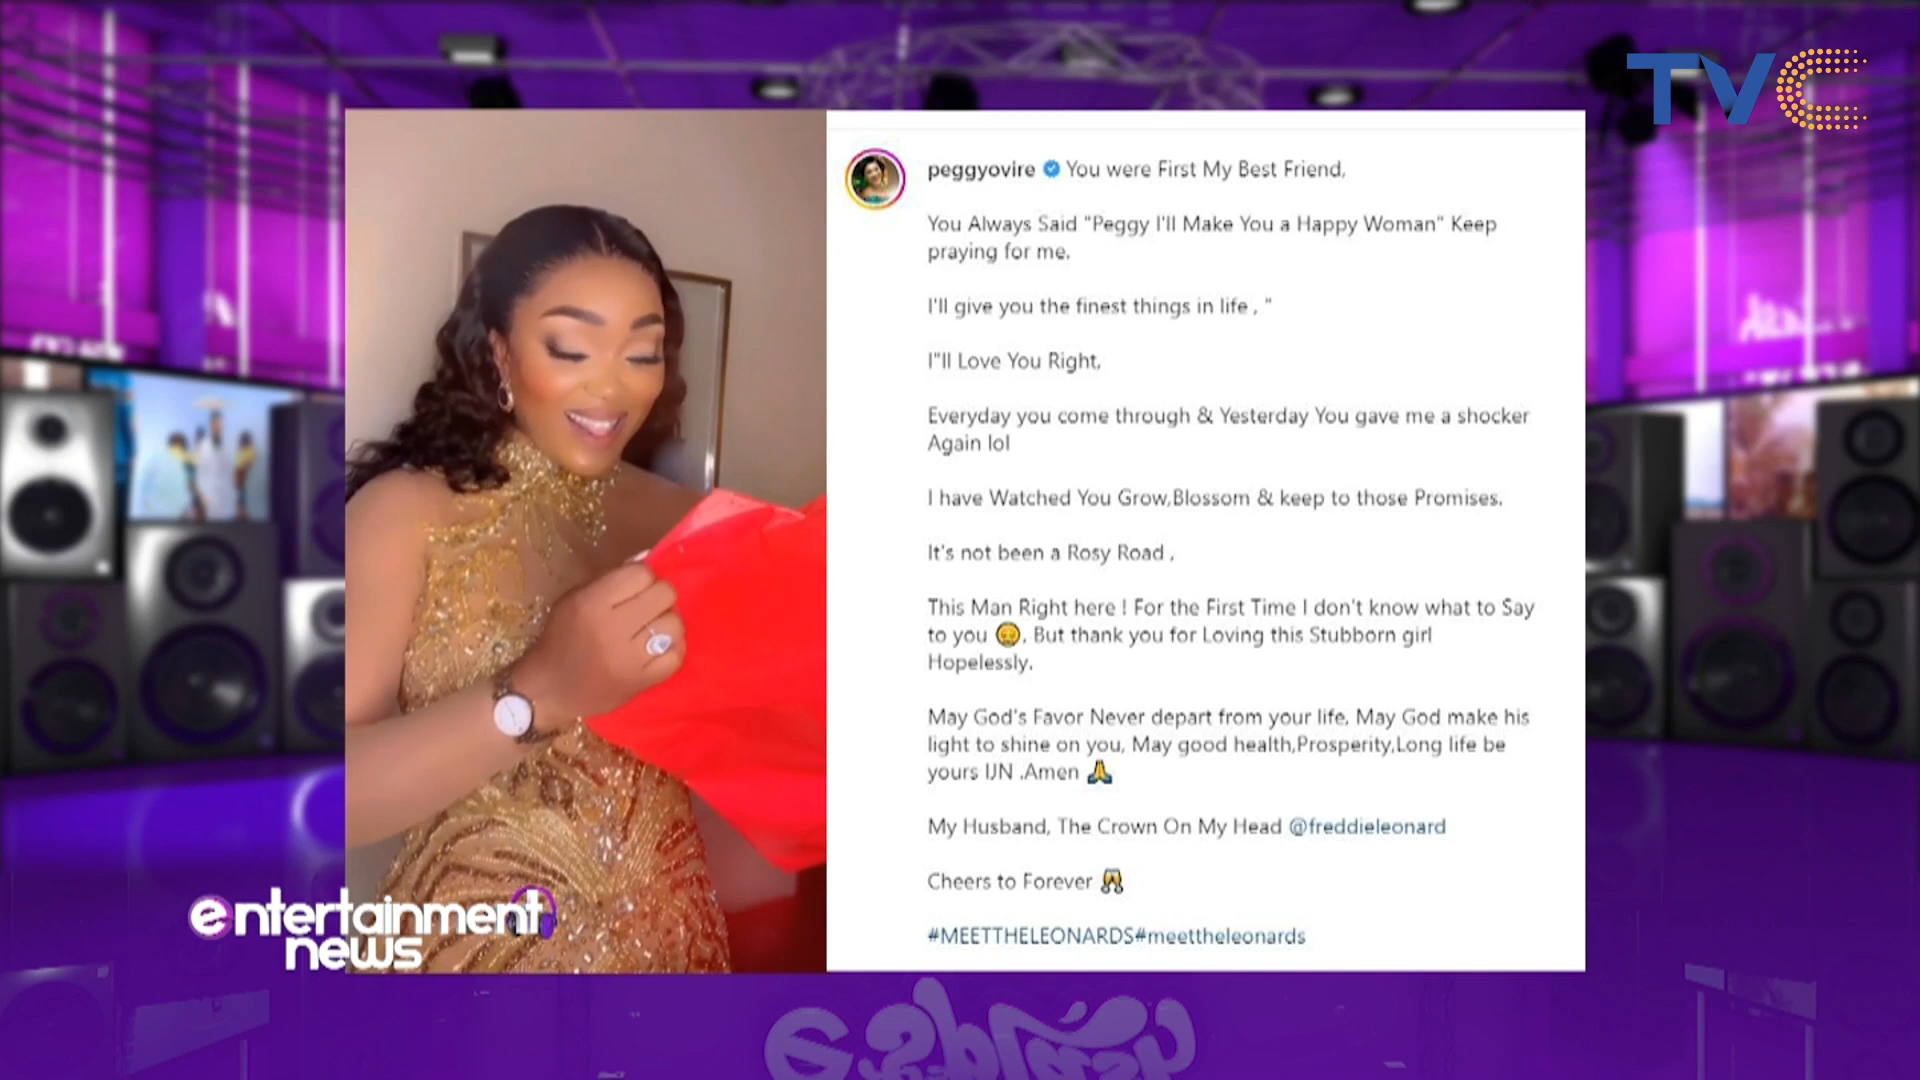 TVC
peggyovire You were First My Best Friend,
You Always Said "Peggy I'll Make You a Happy Woman" Keep
praying for me.
I'll give you the finest things in life , "
I"ll Love You Right,
Everyday you come through & Yesterday You gave me a shocker
Again lol
I have Watched You Grow,Blossom & keep to those Promises.
It's not been a Rosy Road ,
This Man Right here ! For the First Time I don't know what to Say
to you 🥺, But thank you for Loving this Stubborn girl
Hopelessly.
May God's Favor Never depart from your life, May God make his
light to shine on you, May good health,Prosperity,Long life be
yours IJN .Amen 🙏
My Husband, The Crown On My Head @freddieleonard
Cheers to Forever 🥂
#MEETTHELEONARDS#meettheleonards
entertainment
news